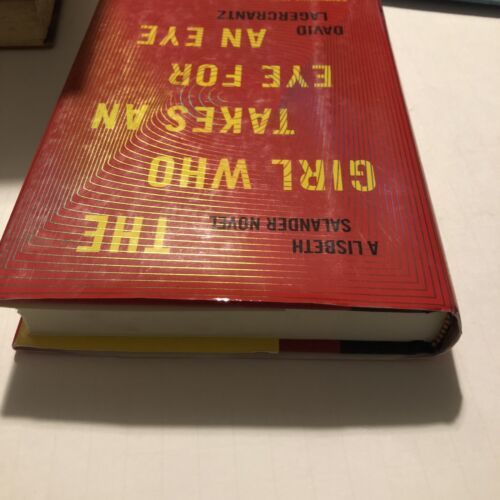 A LISBETH
SALANDER NOVEL
THE
GIRL WHO
TAKES AN
EYE FOR
AN EYE
DAVID
LAGERCRANTZ